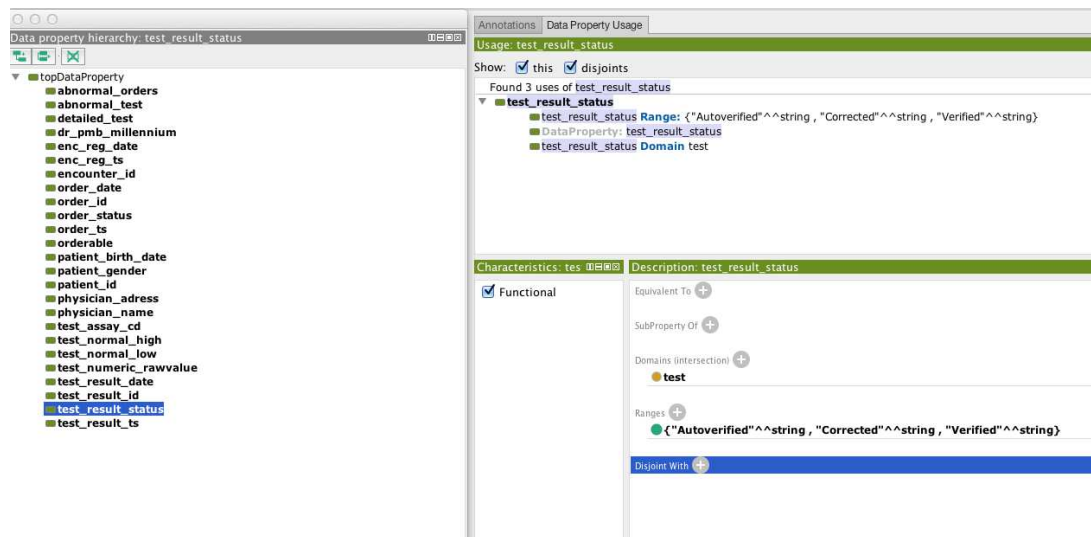 Data property hierarchy: test_result_status
topDataProperty
abnormal_orders
abnormal_test
detailed_test
dr_pmb_millennium
enc_reg_date
enc_reg_ts
encounter_id
order_date
order_id
order_status
order_ts
orderable
patient_birth_date
patient_gender
patient_id
physician_adress
physician_name
test_assay_cd
test_normal_high
test_normal_low
test_numeric_rawvalue
test_result_date
test_result_id
test_result_status
test_result_ts
Annotations Data Property Usage
Usage: test_result_status
Show: this disjoints
Found 3 uses of test_result_status
test_result_status
test_result_status Range: {"Autoverified"^^string , "Corrected"^^string , "Verified"^^string}
DataProperty: test_result_status
test_result_status Domain test
Characteristics: tes
Functional
Description: test_result_status
Equivalent To
SubProperty Of
Domains (intersection)
test
Ranges
{"Autoverified"^^string , "Corrected"^^string , "Verified"^^string}
Disjoint With